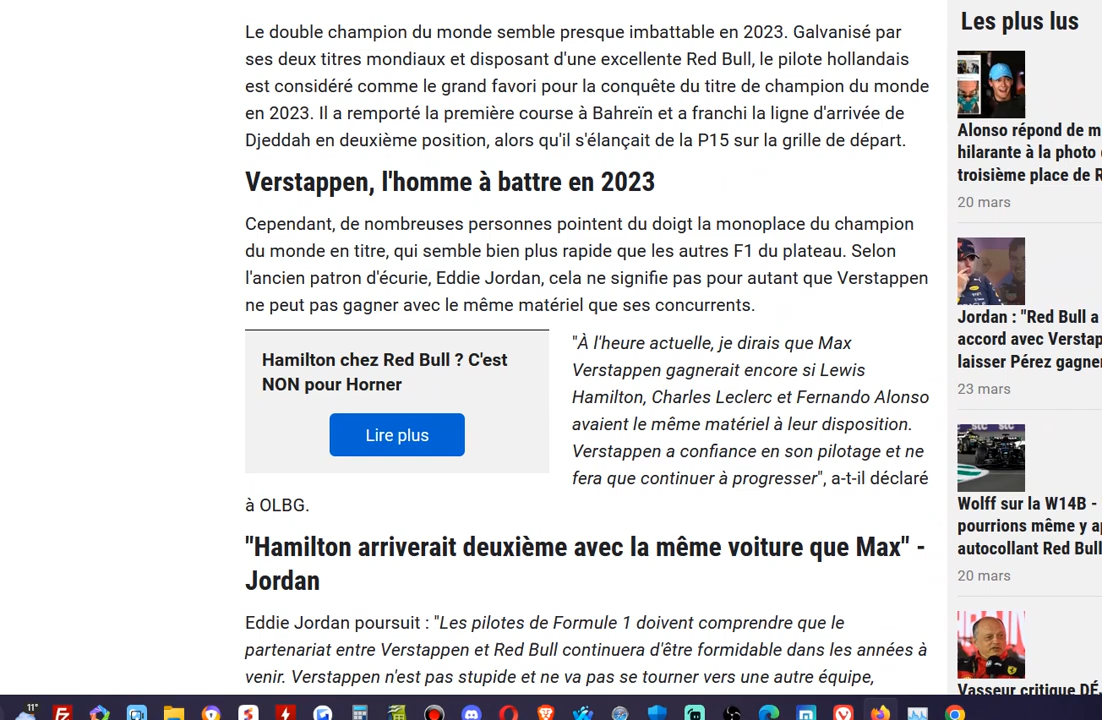 Le double champion du monde semble presque imbattable en 2023. Galvanisé par
ses deux titres mondiaux et disposant d'une excellente Red Bull, le pilote hollandais
est considéré comme le grand favori pour la conquête du titre de champion du monde
en 2023. Il a remporté la première course à Bahreïn et a franchi la ligne d'arrivée de
Djeddah en deuxième position, alors qu'il s'élançait de la P15 sur la grille de départ.
Verstappen, l'homme à battre en 2023
Cependant, de nombreuses personnes pointent du doigt la monoplace du champion
du monde en titre, qui semble bien plus rapide que les autres F1 du plateau. Selon
l'ancien patron d'écurie, Eddie Jordan, cela ne signifie pas pour autant que Verstappen
ne peut pas gagner avec le même matériel que ses concurrents.
Hamilton chez Red Bull ? C'est
NON pour Horner
Lire plus
"À l'heure actuelle, je dirais que Max
Verstappen gagnerait encore si Lewis
Hamilton, Charles Leclerc et Fernando Alonso
avaient le même matériel à leur disposition.
Verstappen a confiance en son pilotage et ne
fera que continuer à progresser", a-t-il déclaré
à OLBG.
"Hamilton arriverait deuxième avec la même voiture que Max" -
Jordan
Eddie Jordan poursuit : "Les pilotes de Formule 1 doivent comprendre que le
partenariat entre Verstappen et Red Bull continuera d'être formidable dans les années à
venir. Verstappen n'est pas stupide et ne va pas se tourner vers une autre équipe,
Les plus lus
Alonso répond de m
hilarante à la photo
troisième place de R
20 mars
Jordan : "Red Bull a
accord avec Verstap
laisser Pérez gagner
23 mars
Wolff sur la W14B -
pourrions même y ap
autocollant Red Bull
20 mars
Vasseur critique DÉ
11°